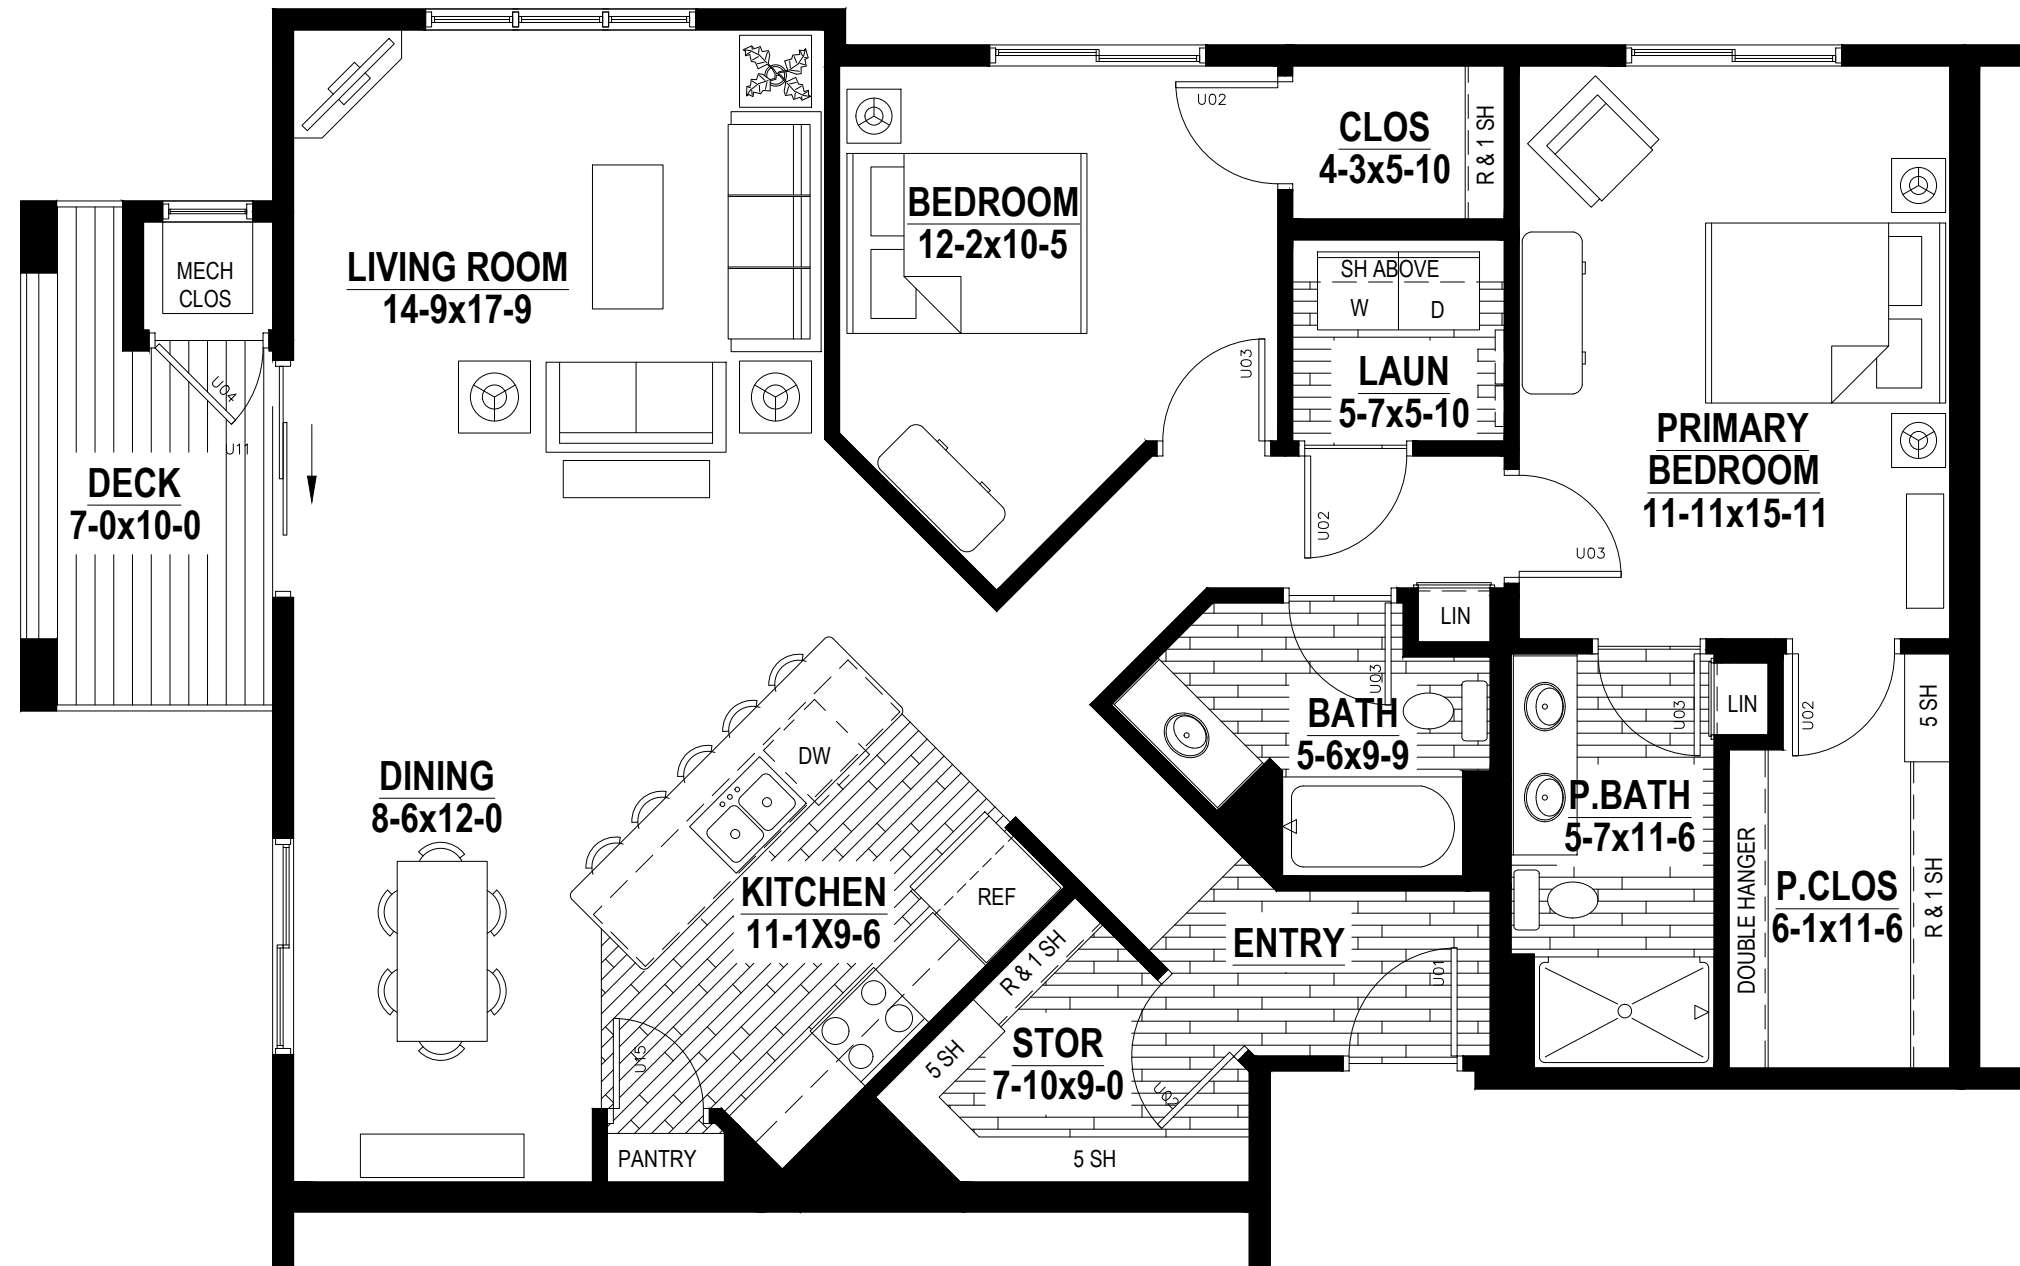 U02
CLOS
4-3x5-10
R & 1 SH
BEDROOM
12-2x10-5
LIVING ROOM
14-9x17-9
MECH
CLOS
U04
U11
DECK
7-0x10-0
SH ABOVE
W
D
LAUN
5-7x5-10
U03
U02
PRIMARY
BEDROOM
11-11x15-11
U03
LIN
U03
BATH
5-6x9-9
U03
LIN
U02
5 SH
P.BATH
5-7x11-6
DOUBLE HANGER
P.CLOS
6-1x11-6
R & 1 SH
DINING
8-6x12-0
DW
KITCHEN
11-1X9-6
REF
R & 1 SH
ENTRY
U01
STOR
7-10x9-0
5 SH
U02
U15
PANTRY
5 SH